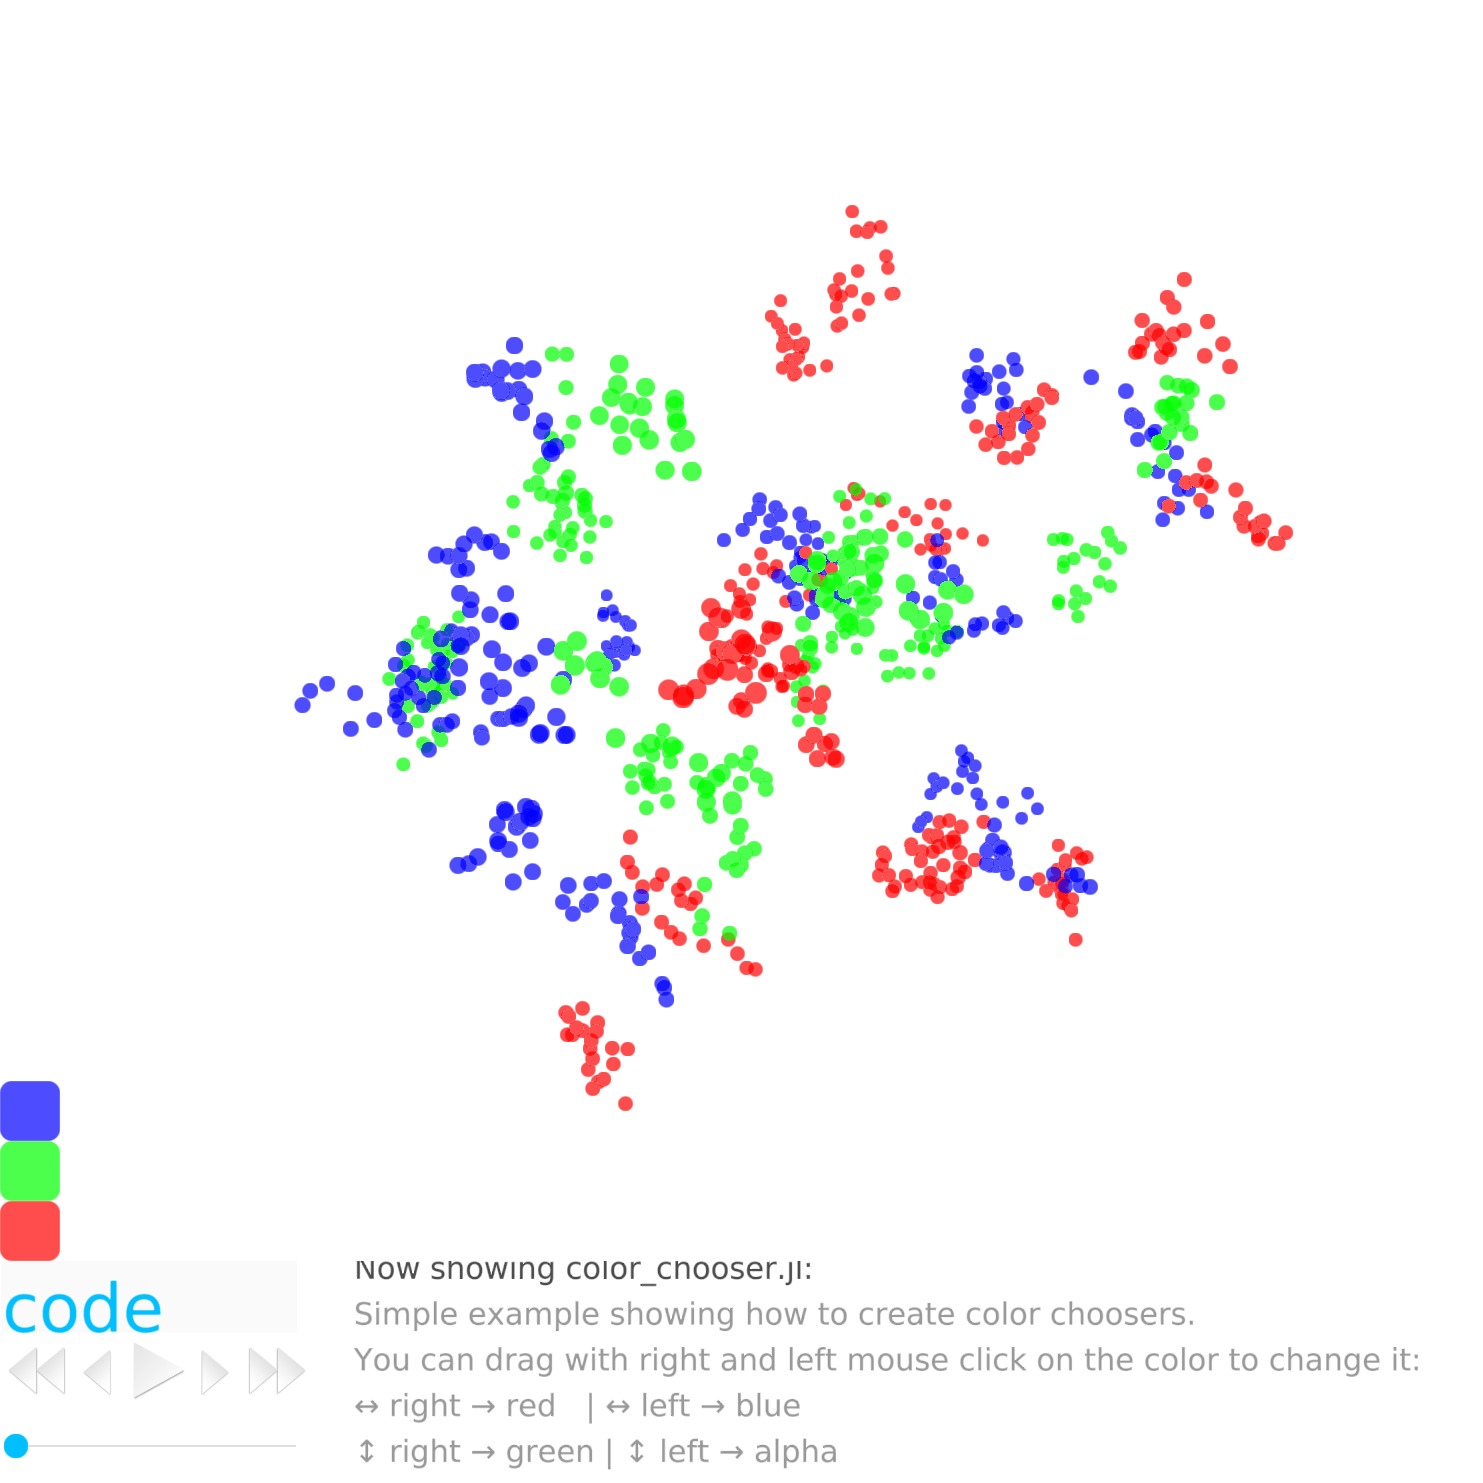 code
Now showing color_chooser.jl:
Simple example showing how to create color choosers.
You can drag with right and left mouse click on the color to change it:
↔ right → red | ↔ left → blue
↕ right → green | ↕ left → alpha